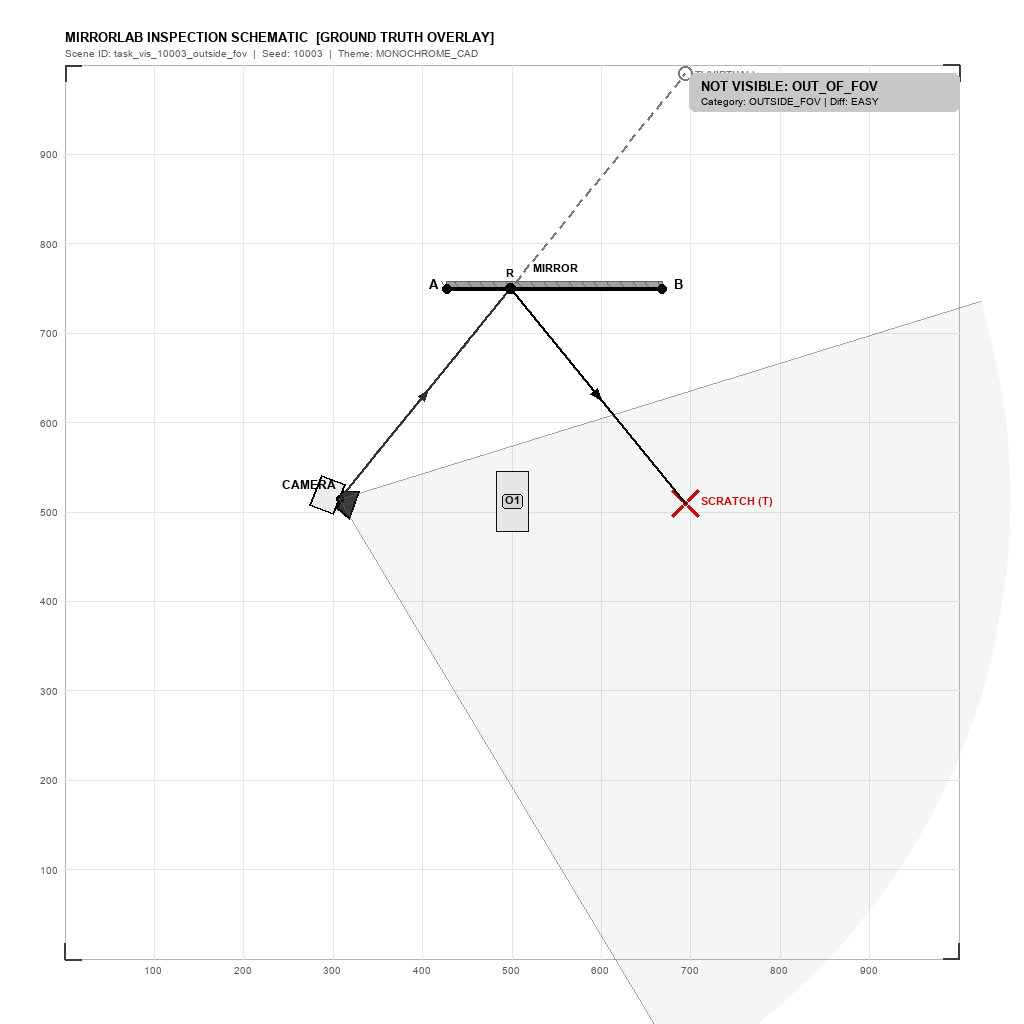 MIRRORLAB INSPECTION SCHEMATIC [GROUND TRUTH OVERLAY]
Scene ID: task_vis_10003_outside_fov | Seed: 10003 | Theme: MONOCHROME_CAD
NOT VISIBLE: OUT_OF_FOV
Category: OUTSIDE_FOV | Diff: EASY
900
800
R
MIRROR
A
B
700
600
CAMERA
O1
SCRATCH (T)
500
400
300
200
100
100 200 300 400 500 600 700 800 900